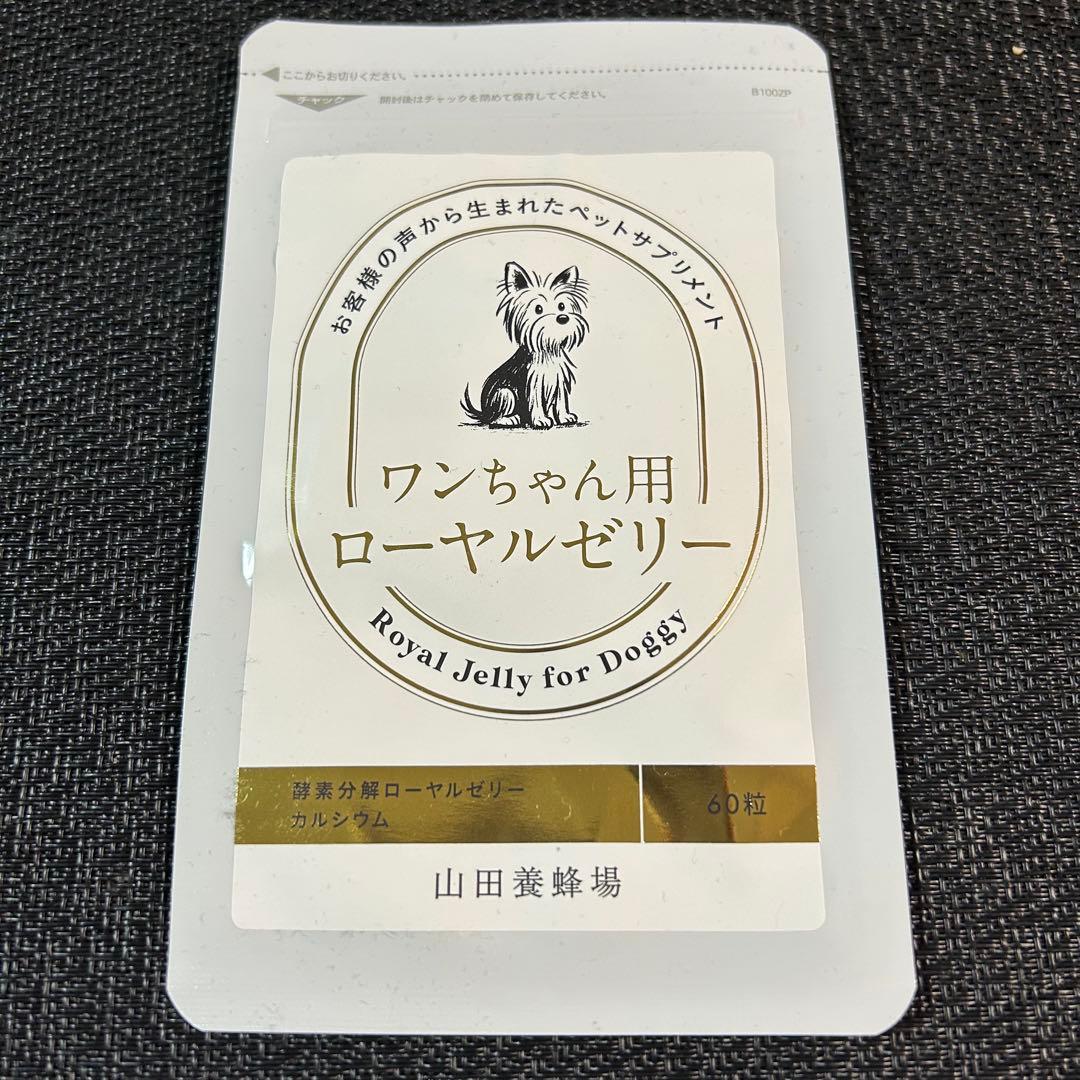 ここからお切りください。
チャック
開封後はチャックを閉めて保存してください。
B1002P
お客様の声から生まれたペットサプリメント
ワンちゃん用
ローヤルゼリー
Royal Jelly for Doggy
酵素分解ローヤルゼリー
カルシウム
60粒
山田養蜂場